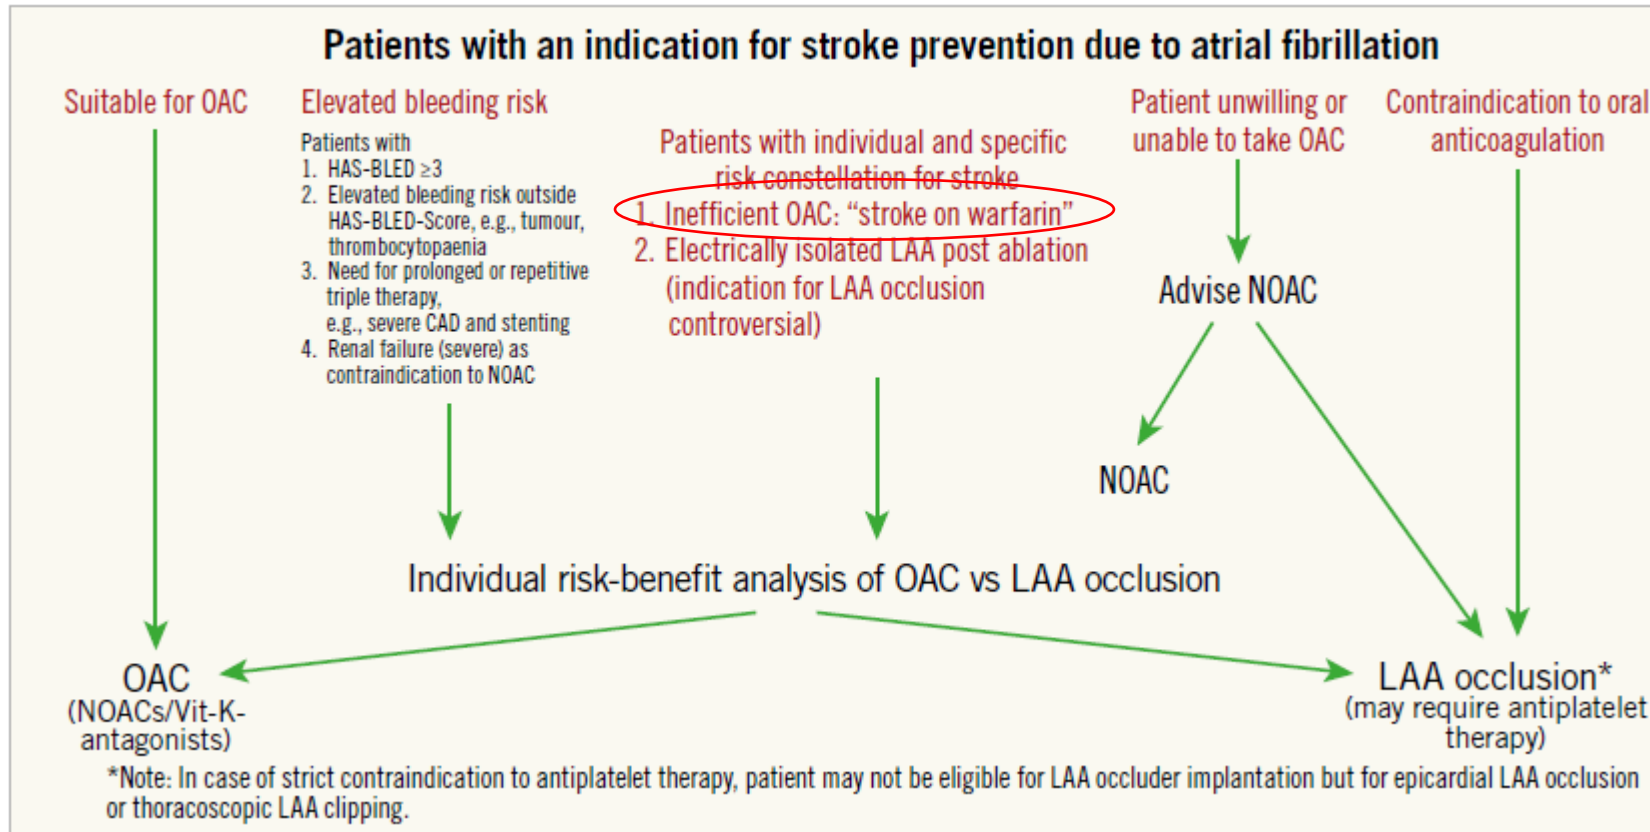 Patients with an indication for stroke prevention due to atrial fibrillation
Suitable for OAC
Elevated bleeding risk
Patients with
1. HAS-BLED ≥3
2. Elevated bleeding risk outside
HAS-BLED-Score, e.g., tumour,
thrombocytopaenia
3. Need for prolonged or repetitive
triple therapy,
e.g., severe CAD and stenting
4. Renal failure (severe) as
contraindication to NOAC
Patients with individual and specific
risk constellation for stroke
1. Inefficient OAC: “stroke on warfarin”
2. Electrically isolated LAA post ablation
(indication for LAA occlusion
controversial)
Patient unwilling or
unable to take OAC
Contraindication to oral
anticoagulation
Advise NOAC
NOAC
Individual risk-benefit analysis of OAC vs LAA occlusion
OAC
(NOACs/Vit-K-
antagonists)
LAA occlusion*
(may require antiplatelet
therapy)
*Note: In case of strict contraindication to antiplatelet therapy, patient may not be eligible for LAA occluder implantation but for epicardial LAA occlusion
or thoracoscopic LAA clipping.